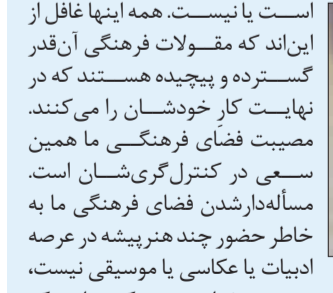 است یا نیست. همه اینها غافل از
این‌اند که مقولات فرهنگی آن‌قدر
گسترده و پیچیده هستند که در
نهایت کار خودشان را می‌کنند.
مصیبت فضای فرهنگی ما همین
سعی در کنترل‌گری‌شان است.
مسأله‌دارشدن فضای فرهنگی ما به
خاطر حضور چند هنرپیشه در عرصه
ادبیات یا عکاسی یا موسیقی نیست،